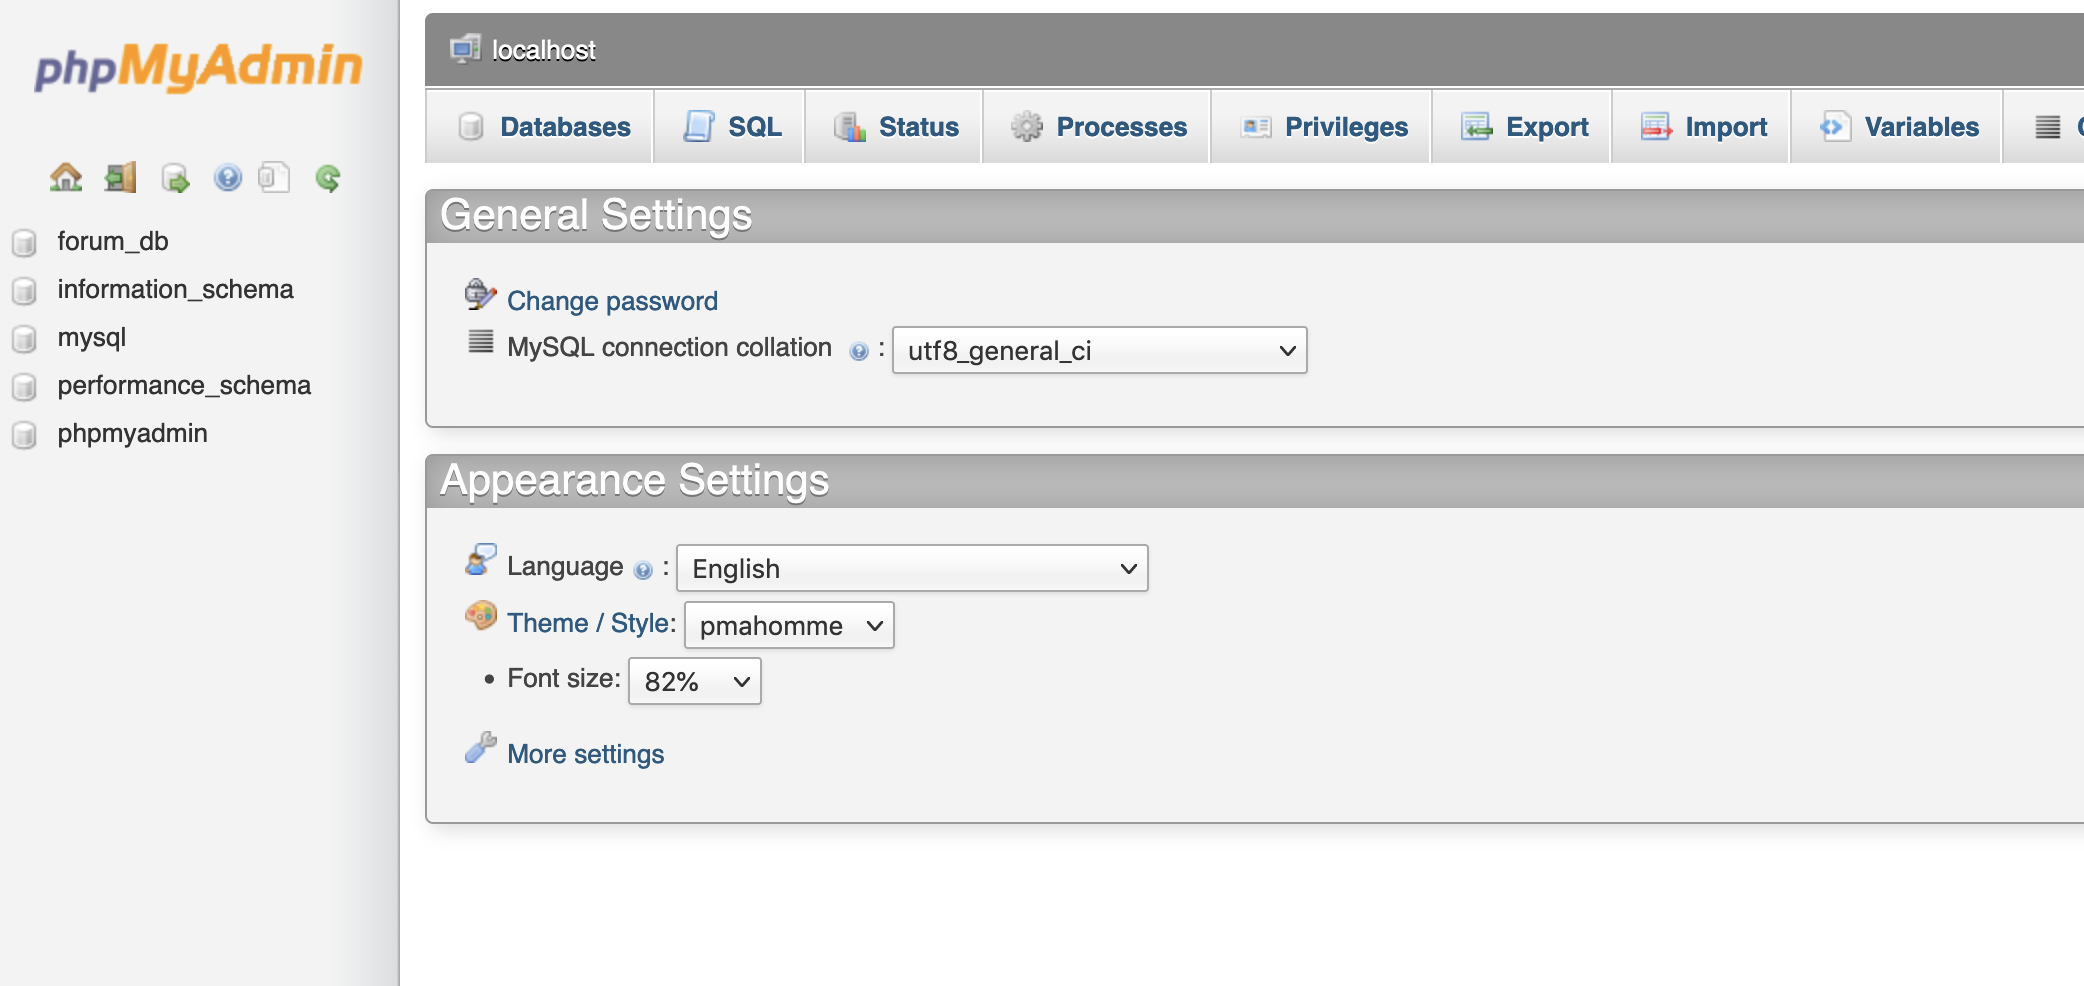 phpMyAdmin
forum_db
information_schema
mysql
performance_schema
phpmyadmin
localhost
Databases SQL Status Processes Privileges Export Import Variables
General Settings
Change password
MySQL connection collation : utf8_general_ci
Appearance Settings
Language : English
Theme / Style: pmahomme
• Font size: 82%
More settings